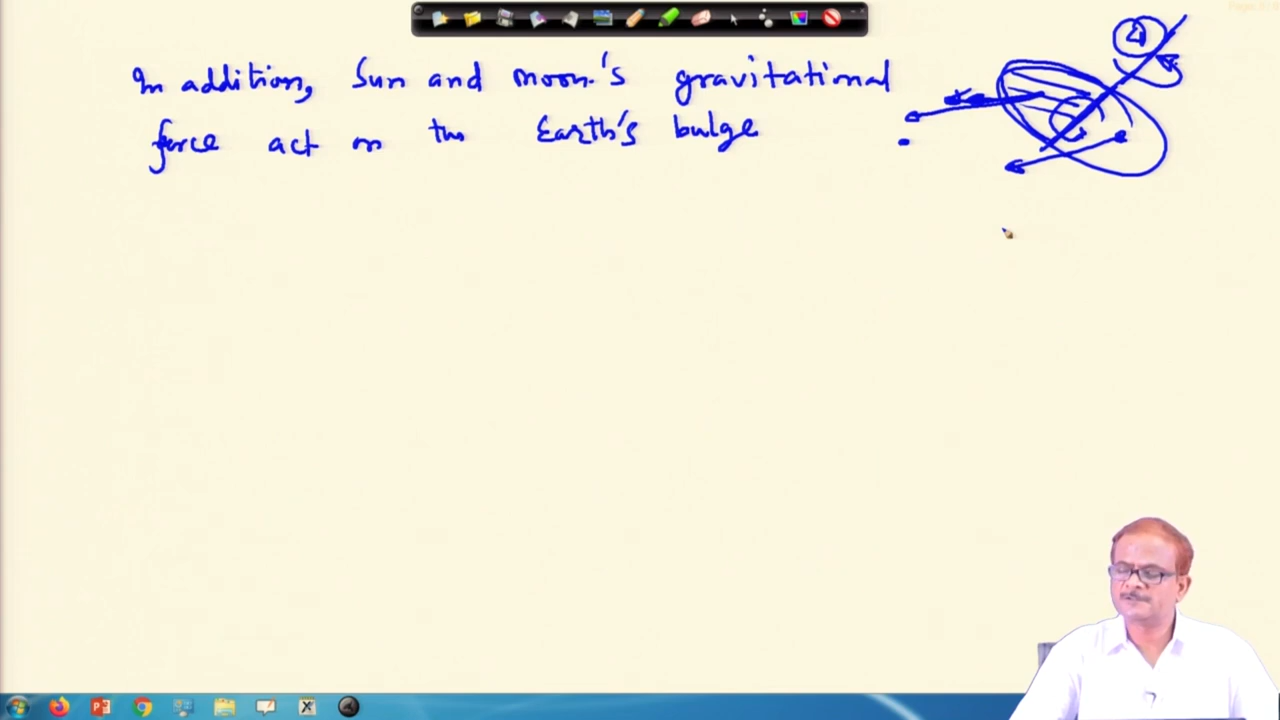 In addition, Sun and moon's gravitational
force act on the Earth's bulge